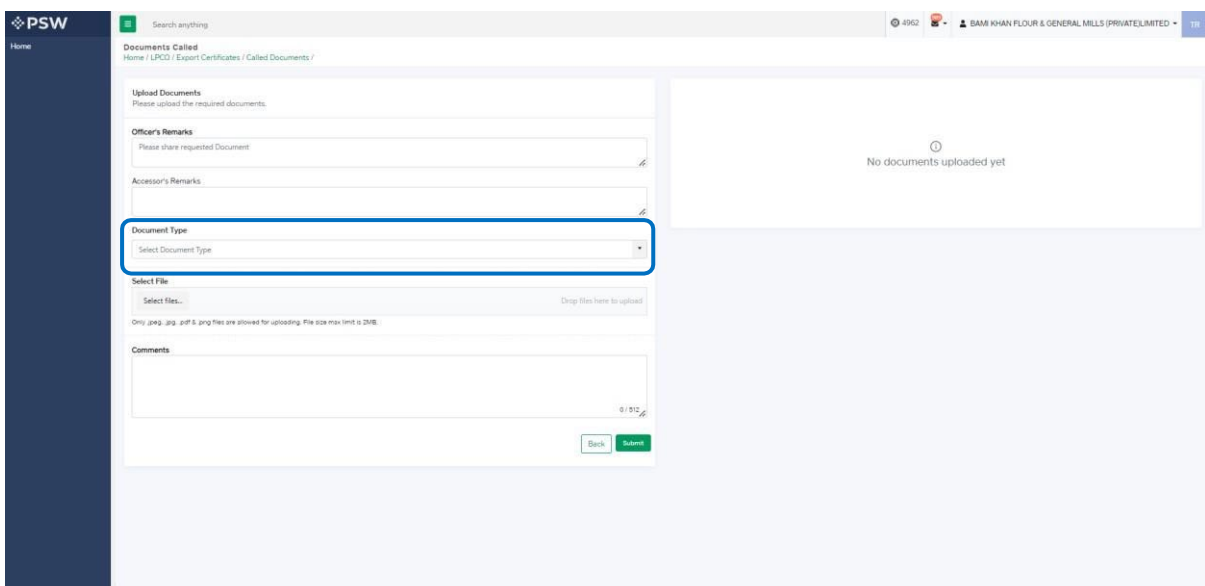 PSW
Search anything
4962
BAMI KHAN FLOUR & GENERAL MILLS (PRIVATE)LIMITED
TR
Home
Documents Called
Home / LPCO / Export Certificates / Called Documents /
Upload Documents
Please upload the required documents.
Officer's Remarks
Please share requested Document
Accessor's Remarks
Document Type
Select Document Type
Select File
Select files...
Drop files here to upload
Only .jpeg, .jpg, .pdf & .png files are allowed for uploading. File size max limit is 2MB.
Comments
0 / 512
Back
Submit
No documents uploaded yet